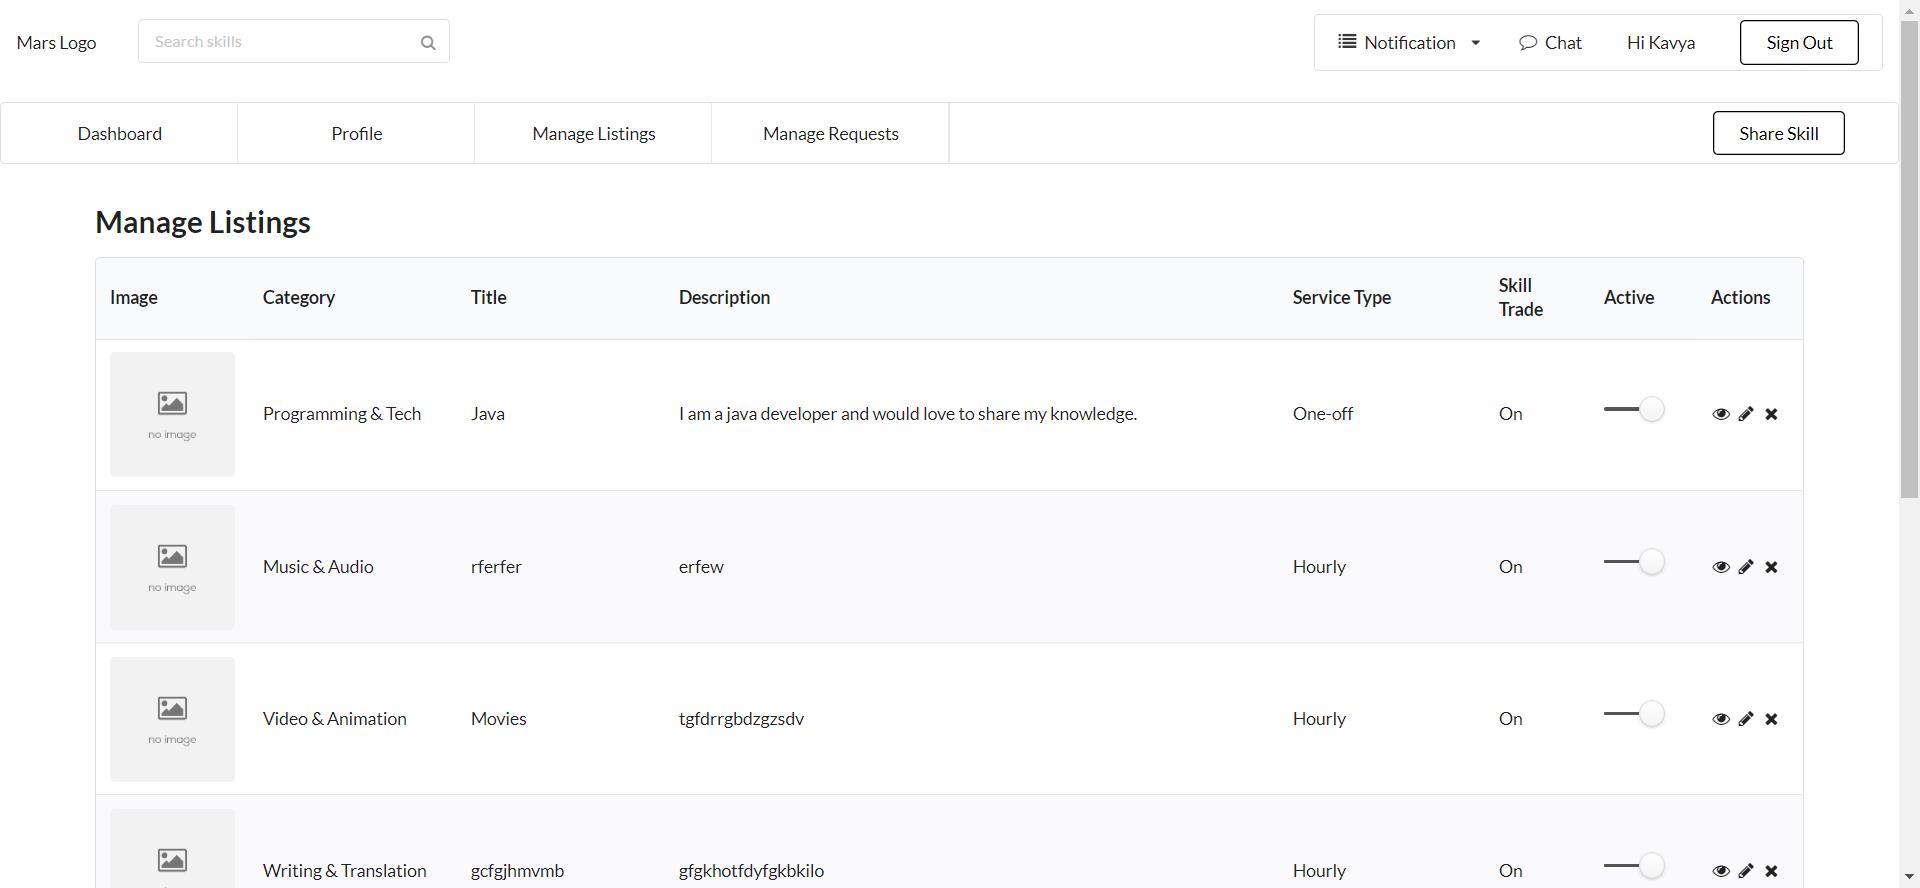 Mars Logo
Search skills
Notification
Chat
Hi Kavya
Sign Out
Dashboard
Profile
Manage Listings
Manage Requests
Share Skill
Manage Listings
Image
Category
Title
Description
Service Type
Skill
Trade
Active
Actions
no image
Programming & Tech
Java
I am a java developer and would love to share my knowledge.
One-off
On
no image
Music & Audio
rferfer
erfew
Hourly
On
no image
Video & Animation
Movies
tgfdrrgbdzgzsdv
Hourly
On
Writing & Translation
gcfgjhmvmb
gfgkhotfdyfgkbkilo
Hourly
On